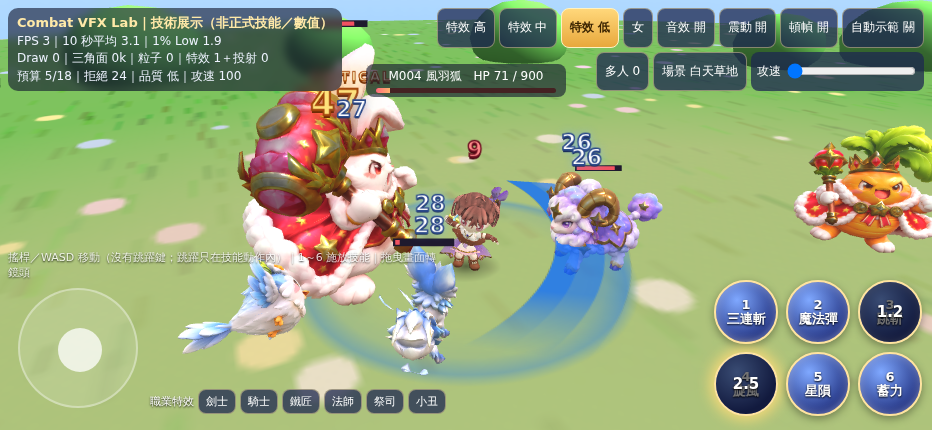 Combat VFX Lab｜技術展示（非正式技能／數值）
FPS 3｜10 秒平均 3.1｜1% Low 1.9
Draw 0｜三角面 0k｜粒子 0｜特效 1＋投射 0
預算 5/18｜拒絕 24｜品質 低｜攻速 100
特效 高
特效 中
特效 低
女
音效 開
震動 開
頓幀 開
自動示範 關
多人 0
場景 白天草地
攻速
M004 風羽狐 HP 71 / 900
TICAL
47
27
9
26
26
28
28
搖桿／WASD 移動（沒有跳躍鍵；跳躍只在技能動作內）｜1～6 施放技能｜拖曳畫面轉
鏡頭
1
三連斬
2
魔法彈
1.2
2.5
5
星隕
6
蓄力
職業特效
劍士
騎士
鐵匠
法師
祭司
小丑